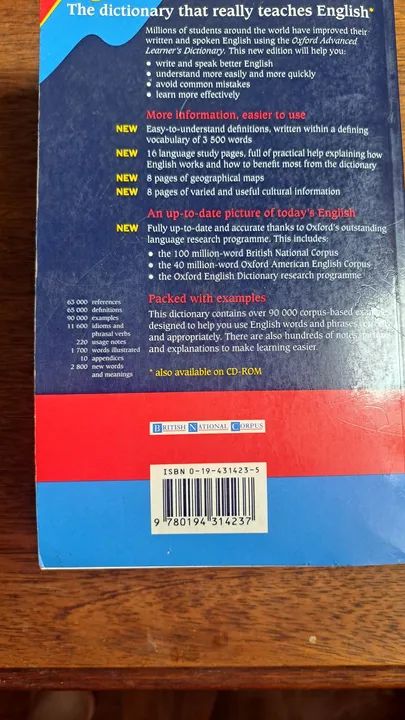 The dictionary that really teaches English*
Millions of students around the world have improved their
written and spoken English using the Oxford Advanced
Learner's Dictionary. This new edition will help you:
• write and speak better English
• understand more easily and more quickly
• avoid common mistakes
• learn more effectively
More information, easier to use
NEW Easy-to-understand definitions, written within a defining
vocabulary of 3 500 words
NEW 16 language study pages, full of practical help explaining how
English works and how to benefit most from the dictionary
NEW 8 pages of geographical maps
NEW 8 pages of varied and useful cultural information
An up-to-date picture of today's English
NEW Fully up-to-date and accurate thanks to Oxford's outstanding
language research programme. This includes:
• the 100 million-word British National Corpus
• the 40 million-word Oxford American English Corpus
• the Oxford English Dictionary research programme.
63 000 references
65 000 definitions
90 000 examples
11 600 idioms and
phrasal verbs
220 usage notes
1 700 words illustrated
10 appendices
2 800 new words
and meanings
Packed with examples
This dictionary contains over 90 000 corpus-based examples
designed to help you use English words and phrases
and appropriately. There are also hundreds of notes
and explanations to make learning easier.
* also available on CD-ROM
BRITISH NATIONAL CORPUS
ISBN 0-19-431423-5
9 780194 314237